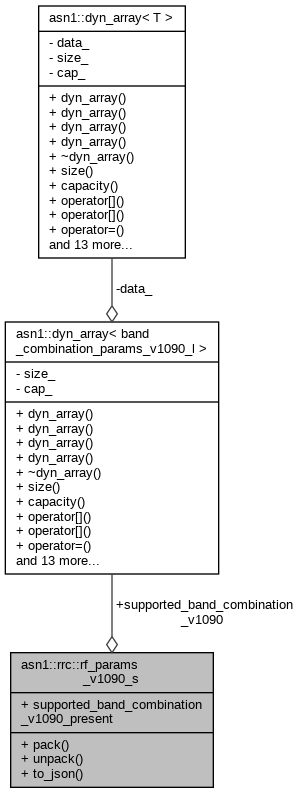 asn1::dyn_array< T >
- data_
- size_
- cap_
+ dyn_array()
+ dyn_array()
+ dyn_array()
+ dyn_array()
+ ~dyn_array()
+ size()
+ capacity()
+ operator[]()
+ operator[]()
+ operator=()
and 13 more...
-data_
asn1::dyn_array< band
_combination_params_v1090_l >
- size_
- cap_
+ dyn_array()
+ dyn_array()
+ dyn_array()
+ dyn_array()
+ ~dyn_array()
+ size()
+ capacity()
+ operator[]()
+ operator[]()
+ operator=()
and 13 more...
+supported_band_combination
_v1090
asn1::rrc::rf_params
_v1090_s
+ supported_band_combination
_v1090_present
+ pack()
+ unpack()
+ to_json()